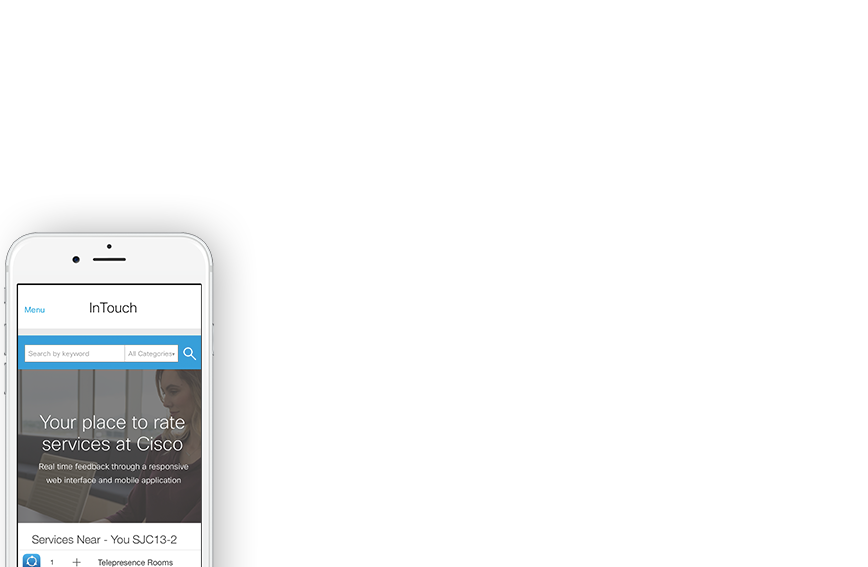 Menu
InTouch
Search by keyword
All Categories
Your place to rate
services at Cisco
Real time feedback through a responsive
web interface and mobile application
Services Near - You SJC13-2
1
Telepresence Rooms